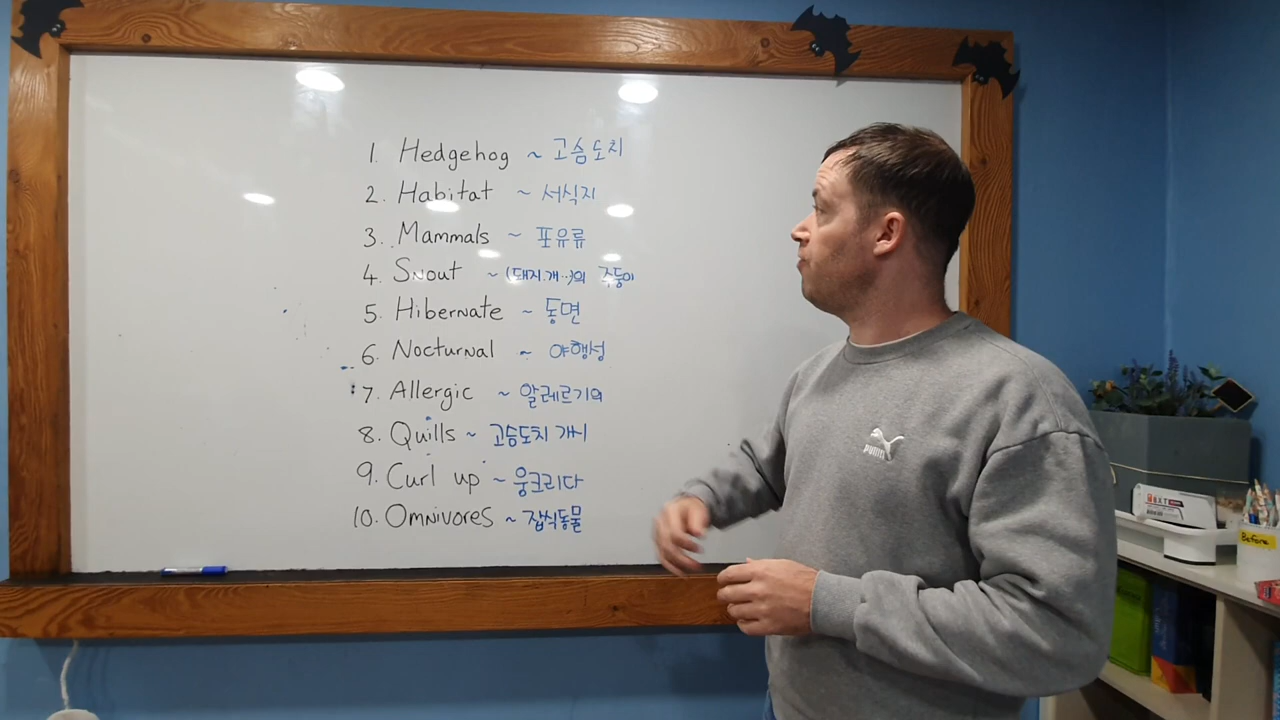 1. Hedgehog ~ 고슴도치
2. Habitat ~ 서식지
3. Mammals ~ 포유류
4. Snout ~ (돼지.개..)의 주둥이
5. Hibernate ~ 동면
6. Nocturnal ~ 야행성
7. Allergic ~ 알레르기의
8. Quills ~ 고슴도치 가시
9. Curl up ~ 웅크리다
10. Omnivores ~ 잡식동물
PUMA
Before